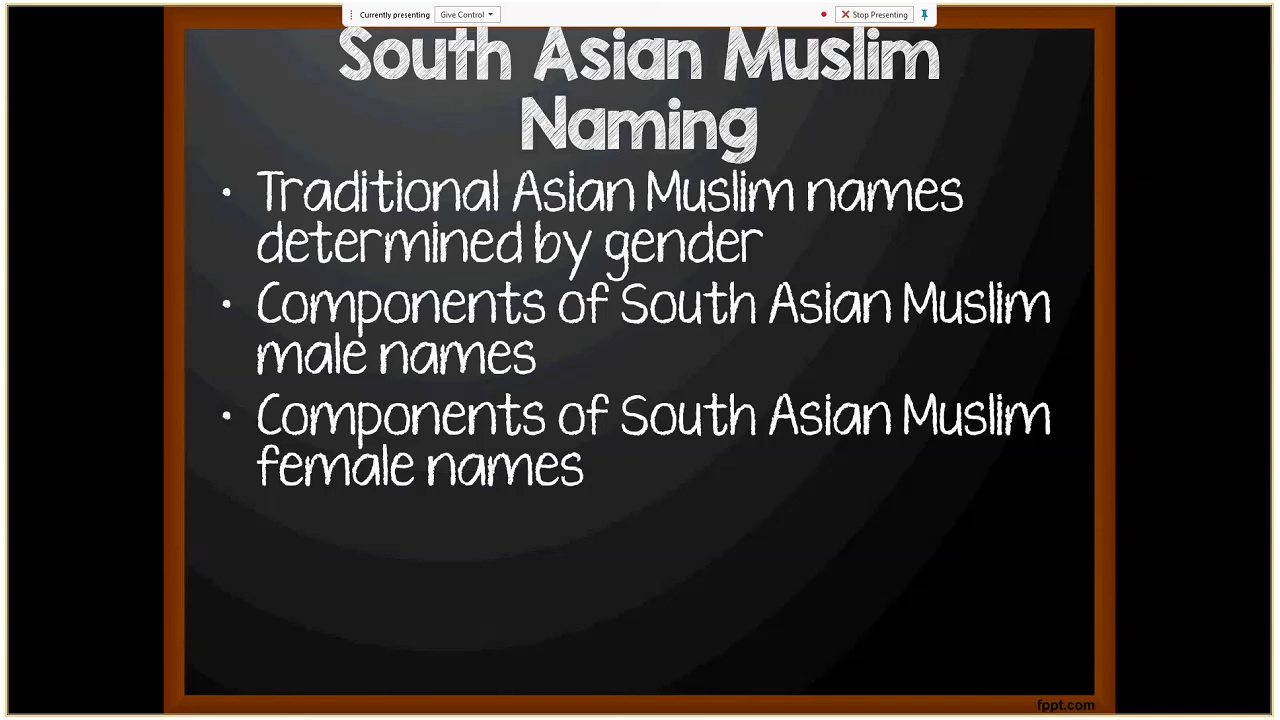 Currently presenting Give Control Stop Presenting
South Asian Muslim
Naming
• Traditional Asian Muslim names
determined by gender
• Components of South Asian Muslim
male names
• Components of South Asian Muslim
female names
fppt.com